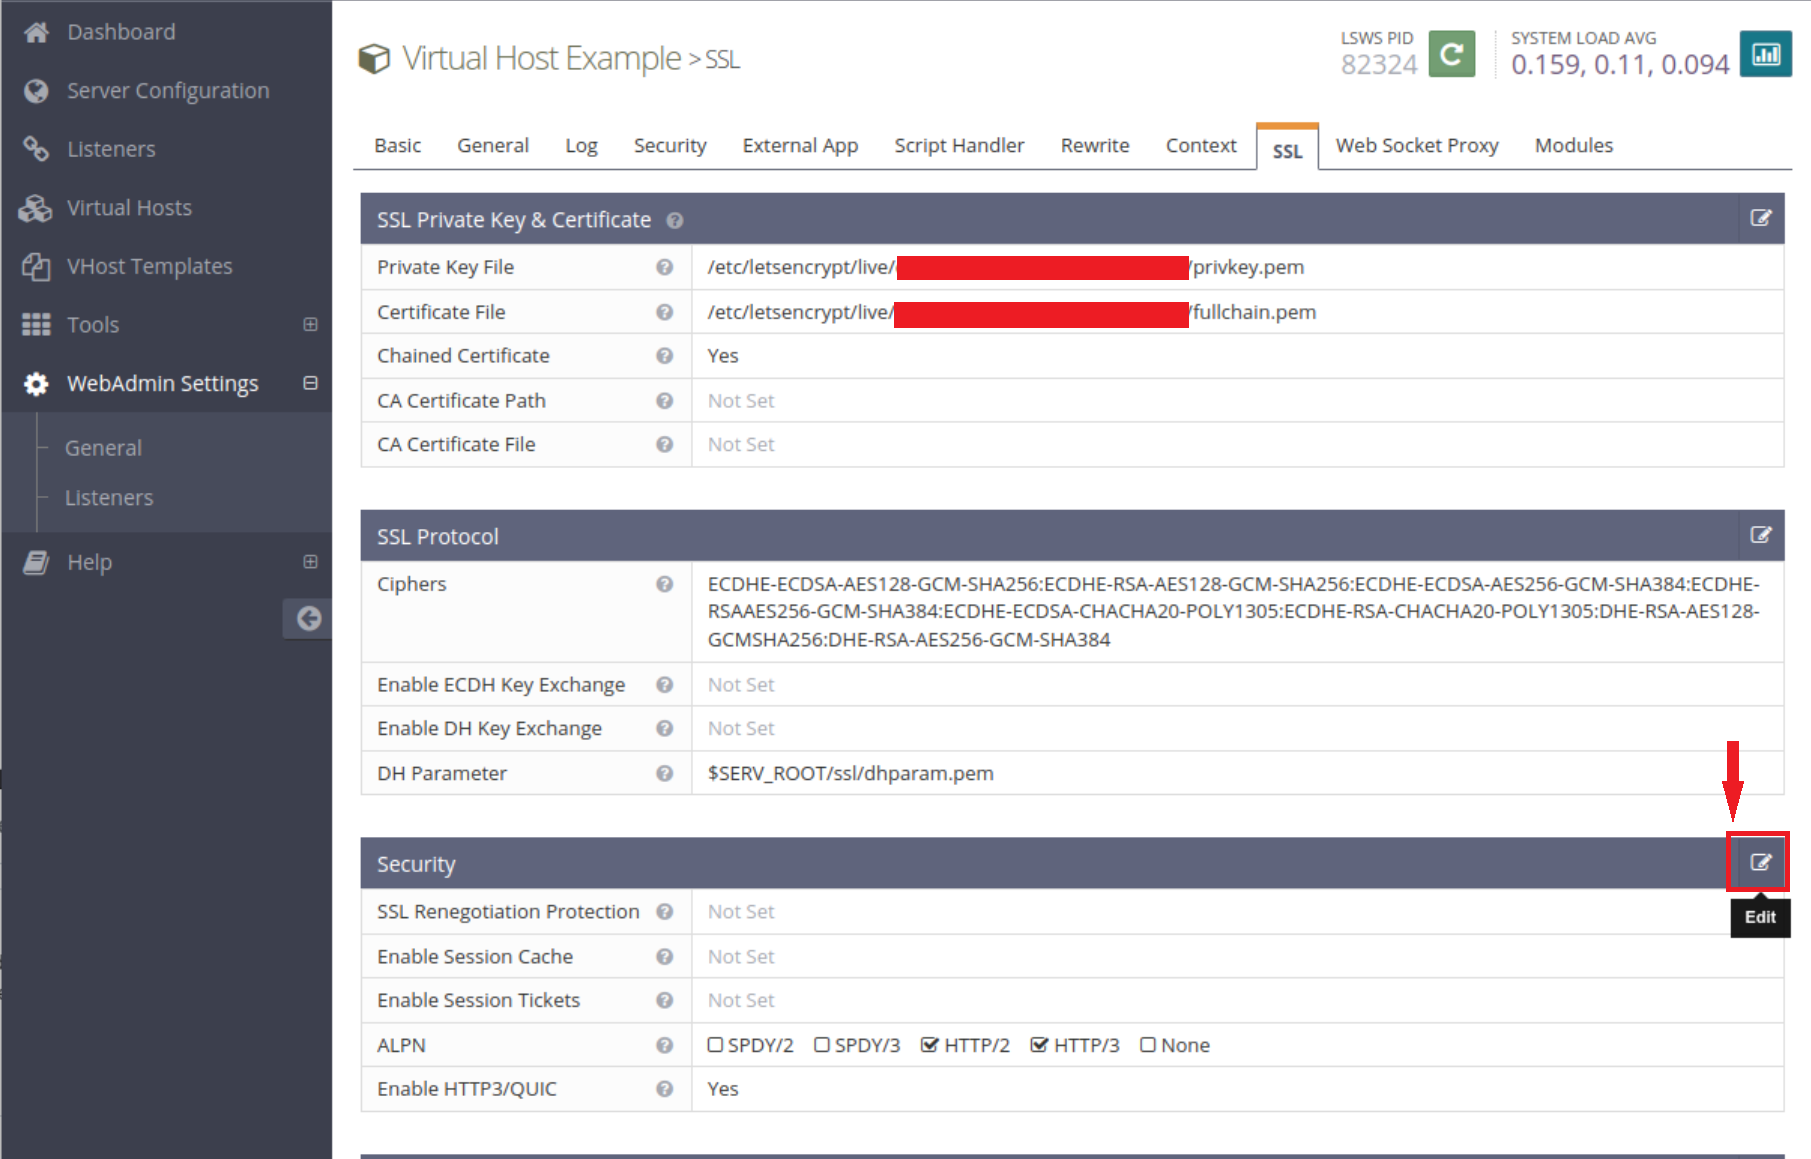 Dashboard
Server Configuration
Listeners
Virtual Hosts
VHost Templates
Tools
WebAdmin Settings
General
Listeners
Help
Virtual Host Example > SSL
LSWS PID
82324
SYSTEM LOAD AVG
0.159, 0.11, 0.094
Basic General Log Security External App Script Handler Rewrite Context SSL Web Socket Proxy Modules
SSL Private Key & Certificate
Private Key File /etc/letsencrypt/live/ /privkey.pem
Certificate File /etc/letsencrypt/live/ /fullchain.pem
Chained Certificate Yes
CA Certificate Path Not Set
CA Certificate File Not Set
SSL Protocol
Ciphers ECDHE-ECDSA-AES128-GCM-SHA256:ECDHE-RSA-AES128-GCM-SHA256:ECDHE-ECDSA-AES256-GCM-SHA384:ECDHE-
RSAAES256-GCM-SHA384:ECDHE-ECDSA-CHACHA20-POLY1305:ECDHE-RSA-CHACHA20-POLY1305:DHE-RSA-AES128-
GCMSHA256:DHE-RSA-AES256-GCM-SHA384
Enable ECDH Key Exchange Not Set
Enable DH Key Exchange Not Set
DH Parameter $SERV_ROOT/ssl/dhparam.pem
Security
Edit
SSL Renegotiation Protection Not Set
Enable Session Cache Not Set
Enable Session Tickets Not Set
ALPN SPDY/2 SPDY/3 HTTP/2 HTTP/3 None
Enable HTTP3/QUIC Yes